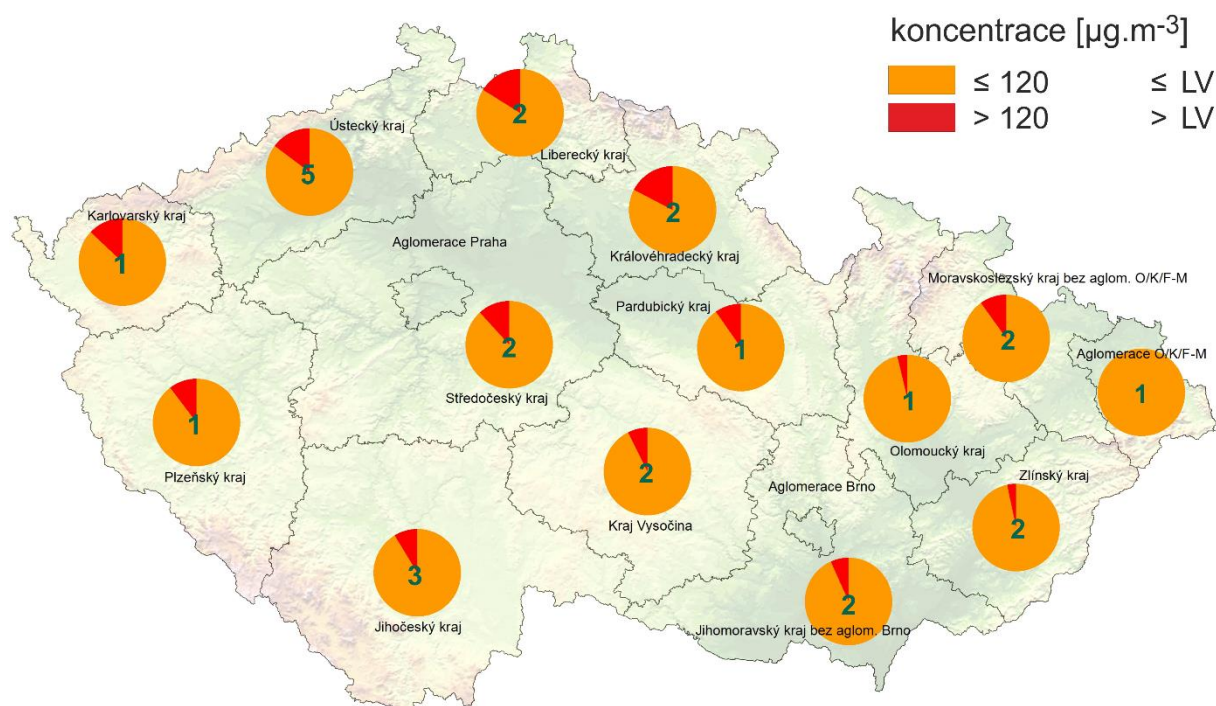 koncentrace [µg.m-3]
≤ 120 ≤ LV
> 120 > LV
2
Ústecký kraj
Liberecký kraj
5
2
Karlovarský kraj
Aglomerace Praha
Královéhradecký kraj
1
Moravskoslezský kraj bez aglom. O/K/F-M
Pardubický kraj
2
2
1
Aglomerace O/K/F-M
Středočeský kraj
1
1
1
Olomoucký kraj
Plzeňský kraj
2
Aglomerace Brno
Zlínský kraj
Kraj Vysočina
2
3
2
Jihočeský kraj
Jihomoravský kraj bez aglom. Brno